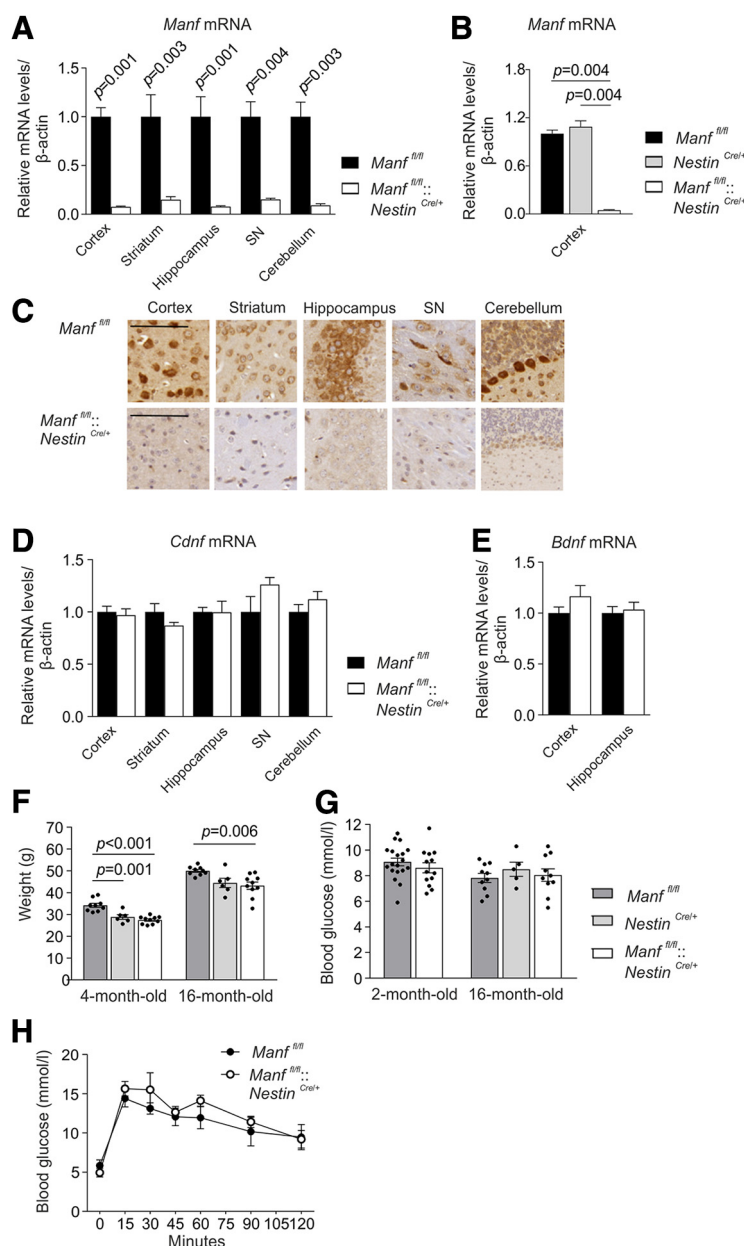 A
Manf mRNA
Relative mRNA levels/
β-actin
1.5
1.0
0.5
0.0
p=0.001
p=0.003
p=0.001
p=0.004
p=0.003
Cortex
Striatum
Hippocampus
SN
Cerebellum
Manf fl/fl
Manf fl/fl::
Nestin Cre/+
B
Manf mRNA
Relative mRNA levels/
β-actin
1.8
1.2
0.6
0.0
p=0.004
p=0.004
Cortex
Manf fl/fl
Nestin Cre/+
Manf fl/fl::
Nestin Cre/+
C
Cortex Striatum Hippocampus SN Cerebellum
Manf fl/fl
Manf fl/fl::
Nestin Cre/+
D
Cdnf mRNA
Relative mRNA levels/
β-actin
1.5
1.0
0.5
0.0
Cortex
Striatum
Hippocampus
SN
Cerebellum
Manf fl/fl
Manf fl/fl::
Nestin Cre/+
E
Bdnf mRNA
Relative mRNA levels/
β-actin
1.5
1.0
0.5
0.0
Cortex
Hippocampus
F
Weight (g)
70
60
50
40
30
20
10
0
p<0.001
p=0.001
p=0.006
4-month-old 16-month-old
G
Blood glucose (mmol/l)
12
10
8
6
4
2
0
2-month-old 16-month-old
Manf fl/fl
Nestin Cre/+
Manf fl/fl::
Nestin Cre/+
H
Blood glucose (mmol/l)
20
15
10
5
0
0 15 30 45 60 75 90 105 120
Minutes
Manf fl/fl
Manf fl/fl::
Nestin Cre/+